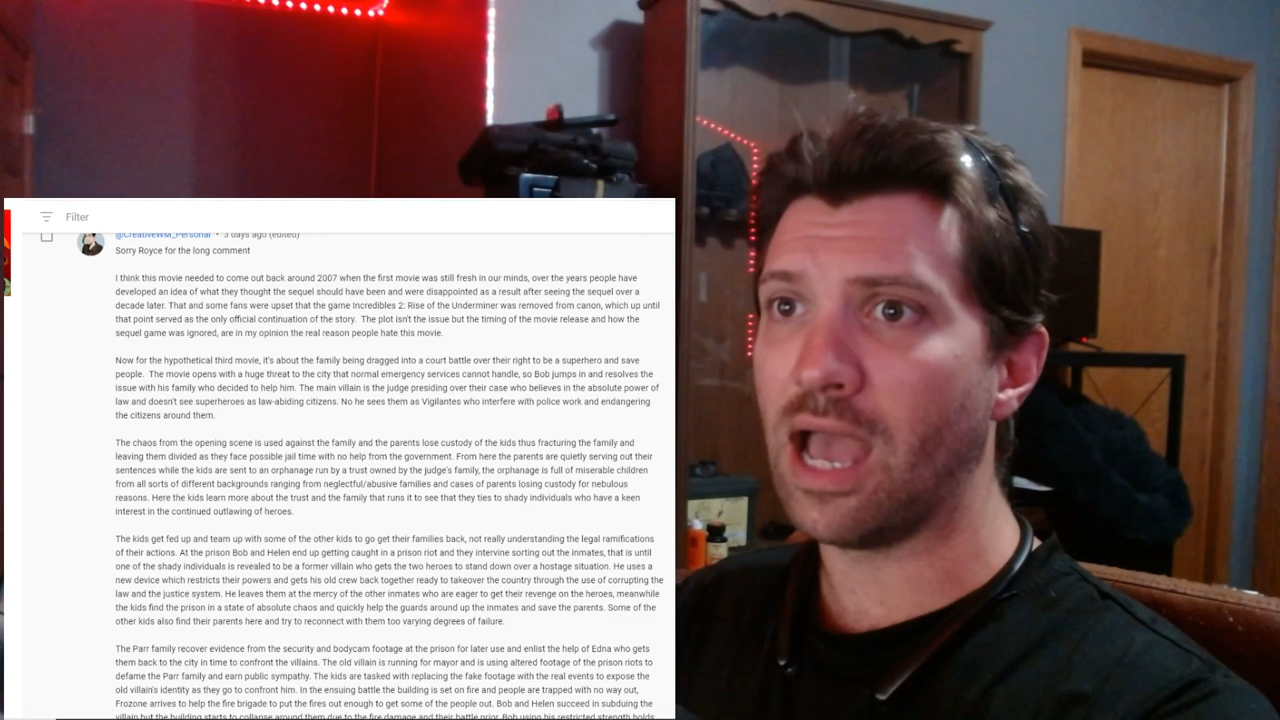 Filter
@CreativeWM_Personal • 3 days ago (edited)
Sorry Royce for the long comment
I think this movie needed to come out back around 2007 when the first movie was still fresh in our minds, over the years people have
developed an idea of what they thought the sequel should have been and were disappointed as a result after seeing the sequel over a
decade later. That and some fans were upset that the game Incredibles 2: Rise of the Underminer was removed from canon, which up until
that point served as the only official continuation of the story.  The plot isn't the issue but the timing of the movie release and how the
sequel game was ignored, are in my opinion the real reason people hate this movie.
Now for the hypothetical third movie, it's about the family being dragged into a court battle over their right to be a superhero and save
people.  The movie opens with a huge threat to the city that normal emergency services cannot handle, so Bob jumps in and resolves the
issue with his family who decided to help him. The main villain is the judge presiding over their case who believes in the absolute power of
law and doesn't see superheroes as law-abiding citizens. No he sees them as Vigilantes who interfere with police work and endangering
the citizens around them.
The chaos from the opening scene is used against the family and the parents lose custody of the kids thus fracturing the family and
leaving them divided as they face possible jail time with no help from the government. From here the parents are quietly serving out their
sentences while the kids are sent to an orphanage run by a trust owned by the judge's family, the orphanage is full of miserable children
from all sorts of different backgrounds ranging from neglectful/abusive families and cases of parents losing custody for nebulous
reasons. Here the kids learn more about the trust and the family that runs it to see that they ties to shady individuals who have a keen
interest in the continued outlawing of heroes.
The kids get fed up and team up with some of the other kids to go get their families back, not really understanding the legal ramifications
of their actions. At the prison Bob and Helen end up getting caught in a prison riot and they intervene sorting out the inmates, that is until
one of the shady individuals is revealed to be a former villain who gets the two heroes to stand down over a hostage situation. He uses a
new device which restricts their powers and gets his old crew back together ready to takeover the country through the use of corrupting the
law and the justice system. He leaves them at the mercy of the other inmates who are eager to get their revenge on the heroes, meanwhile
the kids find the prison in a state of absolute chaos and quickly help the guards around up the inmates and save the parents. Some of the
other kids also find their parents here and try to reconnect with them too varying degrees of failure.
The Parr family recover evidence from the security and bodycam footage at the prison for later use and enlist the help of Edna who gets
them back to the city in time to confront the villains. The old villain is running for mayor and is using altered footage of the prison riots to
defame the Parr family and earn public sympathy. The kids are tasked with replacing the fake footage with the real events to expose the
old villain's identity as they go to confront him. In the ensuing battle the building is set on fire and people are trapped with no way out,
Frozone arrives to help the fire brigade to put the fires out enough to get some of the people out. Bob and Helen succeed in subduing the
villain but the building starts to collapse around them due to the fire damage and their battle prior. Bob using his restricted strength holds